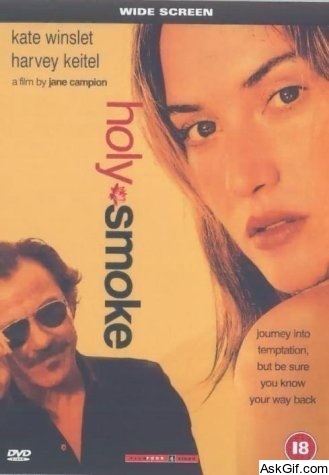 WIDE SCREEN
kate winslet
harvey keitel
a film by jane campion
holy smoke
journey into
temptation,
but be sure
you know
your way back
DVD
18
AskGif.com